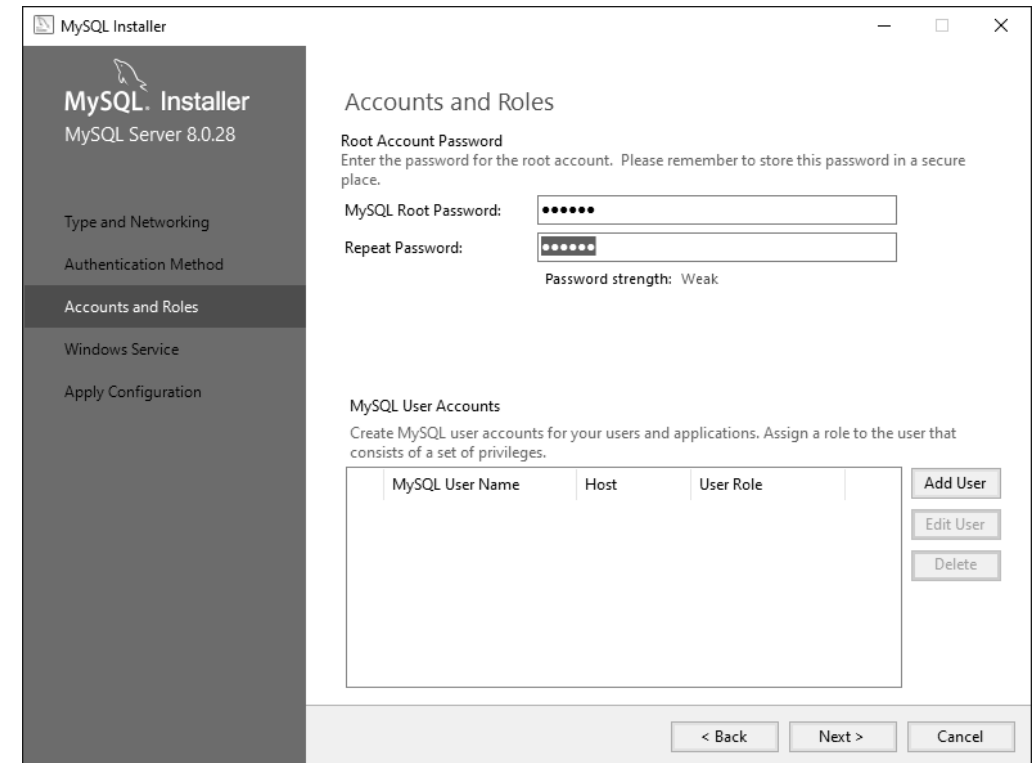 MySQL Installer
MySQL. Installer
MySQL Server 8.0.28
Type and Networking
Authentication Method
Accounts and Roles
Windows Service
Apply Configuration
Accounts and Roles
Root Account Password
Enter the password for the root account. Please remember to store this password in a secure
place.
MySQL Root Password: ••••••
Repeat Password: ••••••
Password strength: Weak
MySQL User Accounts
Create MySQL user accounts for your users and applications. Assign a role to the user that
consists of a set of privileges.
MySQL User Name Host User Role
Add User
Edit User
Delete
< Back Next > Cancel